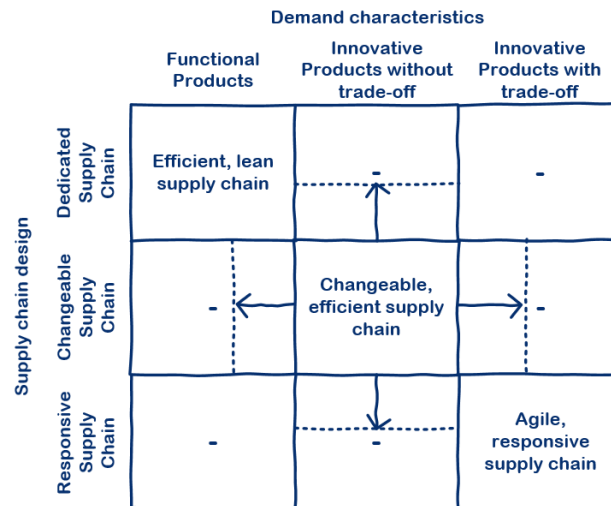 Demand characteristics
Functional
Products
Innovative
Products without
trade-off
Innovative
Products with
trade-off
Supply chain design
Dedicated
Supply
Chain
Efficient, lean
supply chain
-
-
Changeable
Supply
Chain
-
Changeable,
efficient supply
chain
-
Responsive
Supply
Chain
-
-
Agile,
responsive
supply chain